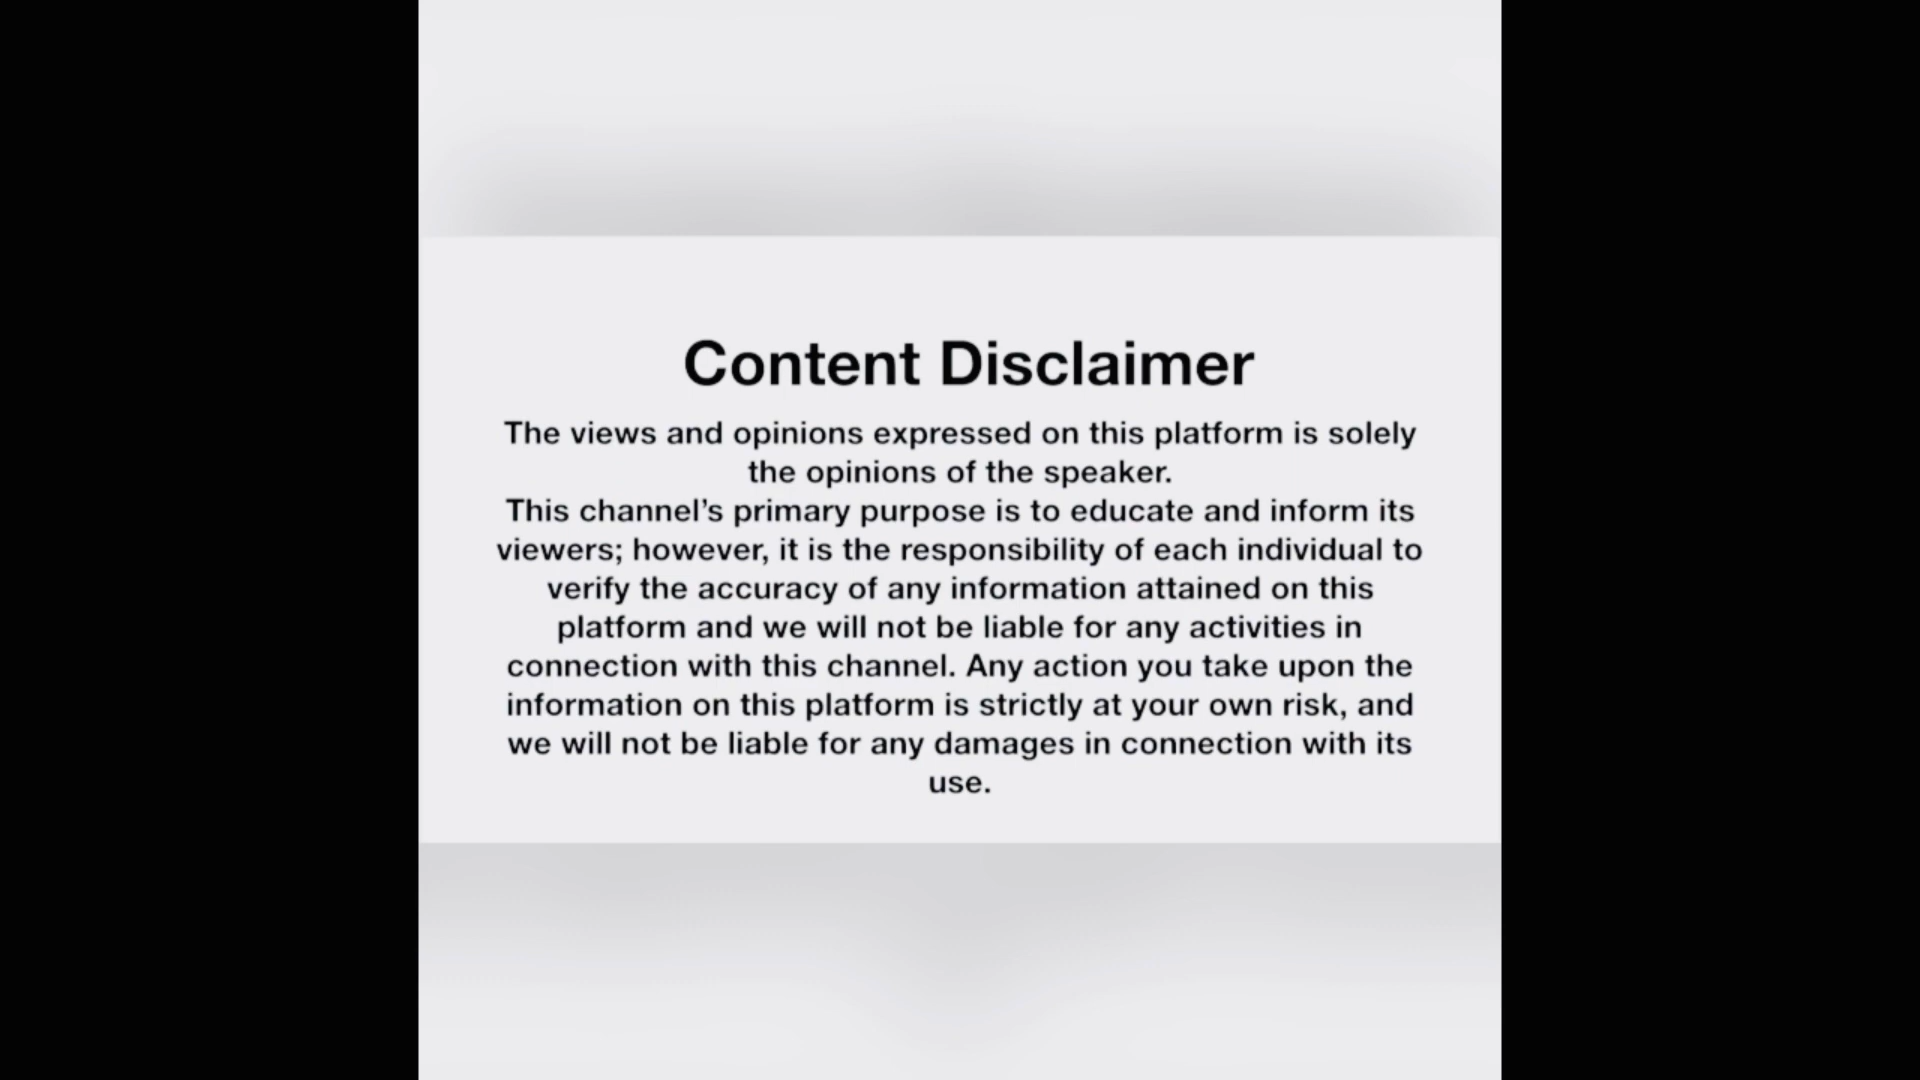 Content Disclaimer
The views and opinions expressed on this platform is solely
the opinions of the speaker.
This channel’s primary purpose is to educate and inform its
viewers; however, it is the responsibility of each individual to
verify the accuracy of any information attained on this
platform and we will not be liable for any activities in
connection with this channel. Any action you take upon the
information on this platform is strictly at your own risk, and
we will not be liable for any damages in connection with its
use.